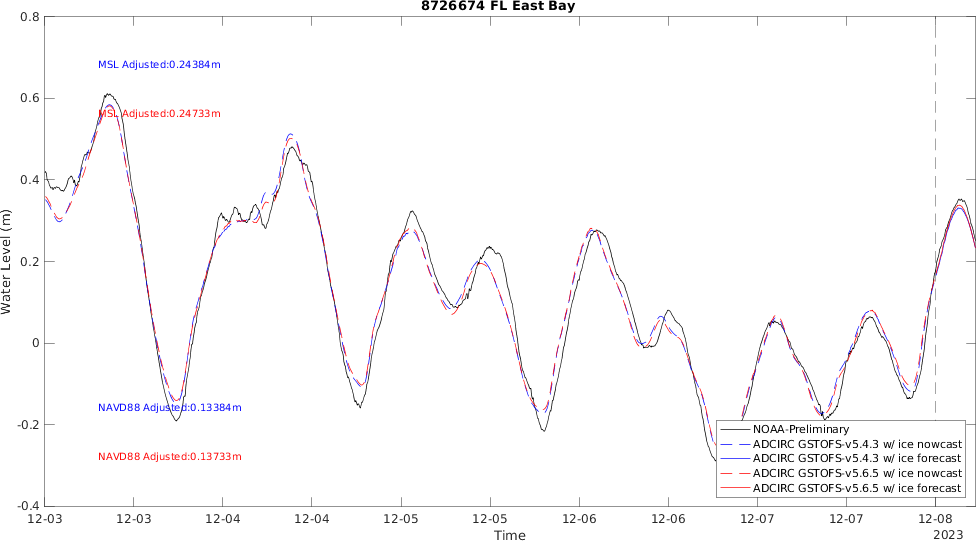 8726674 FL East Bay
0.8
0.6
0.4
0.2
0
-0.2
-0.4
Water Level (m)
MSL Adjusted:0.24384m
MSL Adjusted:0.24733m
NAVD88 Adjusted:0.13384m
NAVD88 Adjusted:0.13733m
NOAA-Preliminary
ADCIRC GSTOFS-v5.4.3 w/ ice nowcast
ADCIRC GSTOFS-v5.4.3 w/ ice forecast
ADCIRC GSTOFS-v5.6.5 w/ ice nowcast
ADCIRC GSTOFS-v5.6.5 w/ ice forecast
12-03 12-03 12-04 12-04 12-05 12-05 12-06 12-06 12-07 12-07 12-08
2023
Time